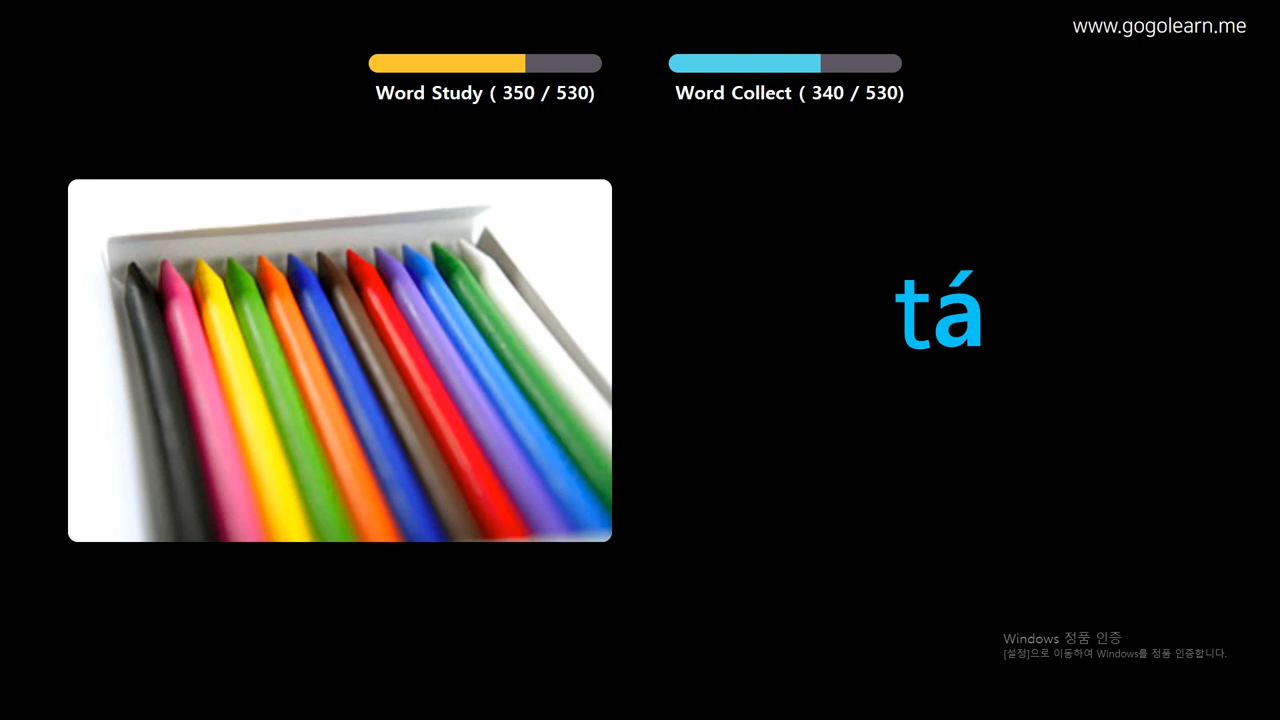 www.gogolearn.me
Word Study ( 350 / 530)
Word Collect ( 340 / 530)
tá
Windows 정품 인증
[설정]으로 이동하여 Windows를 정품 인증합니다.